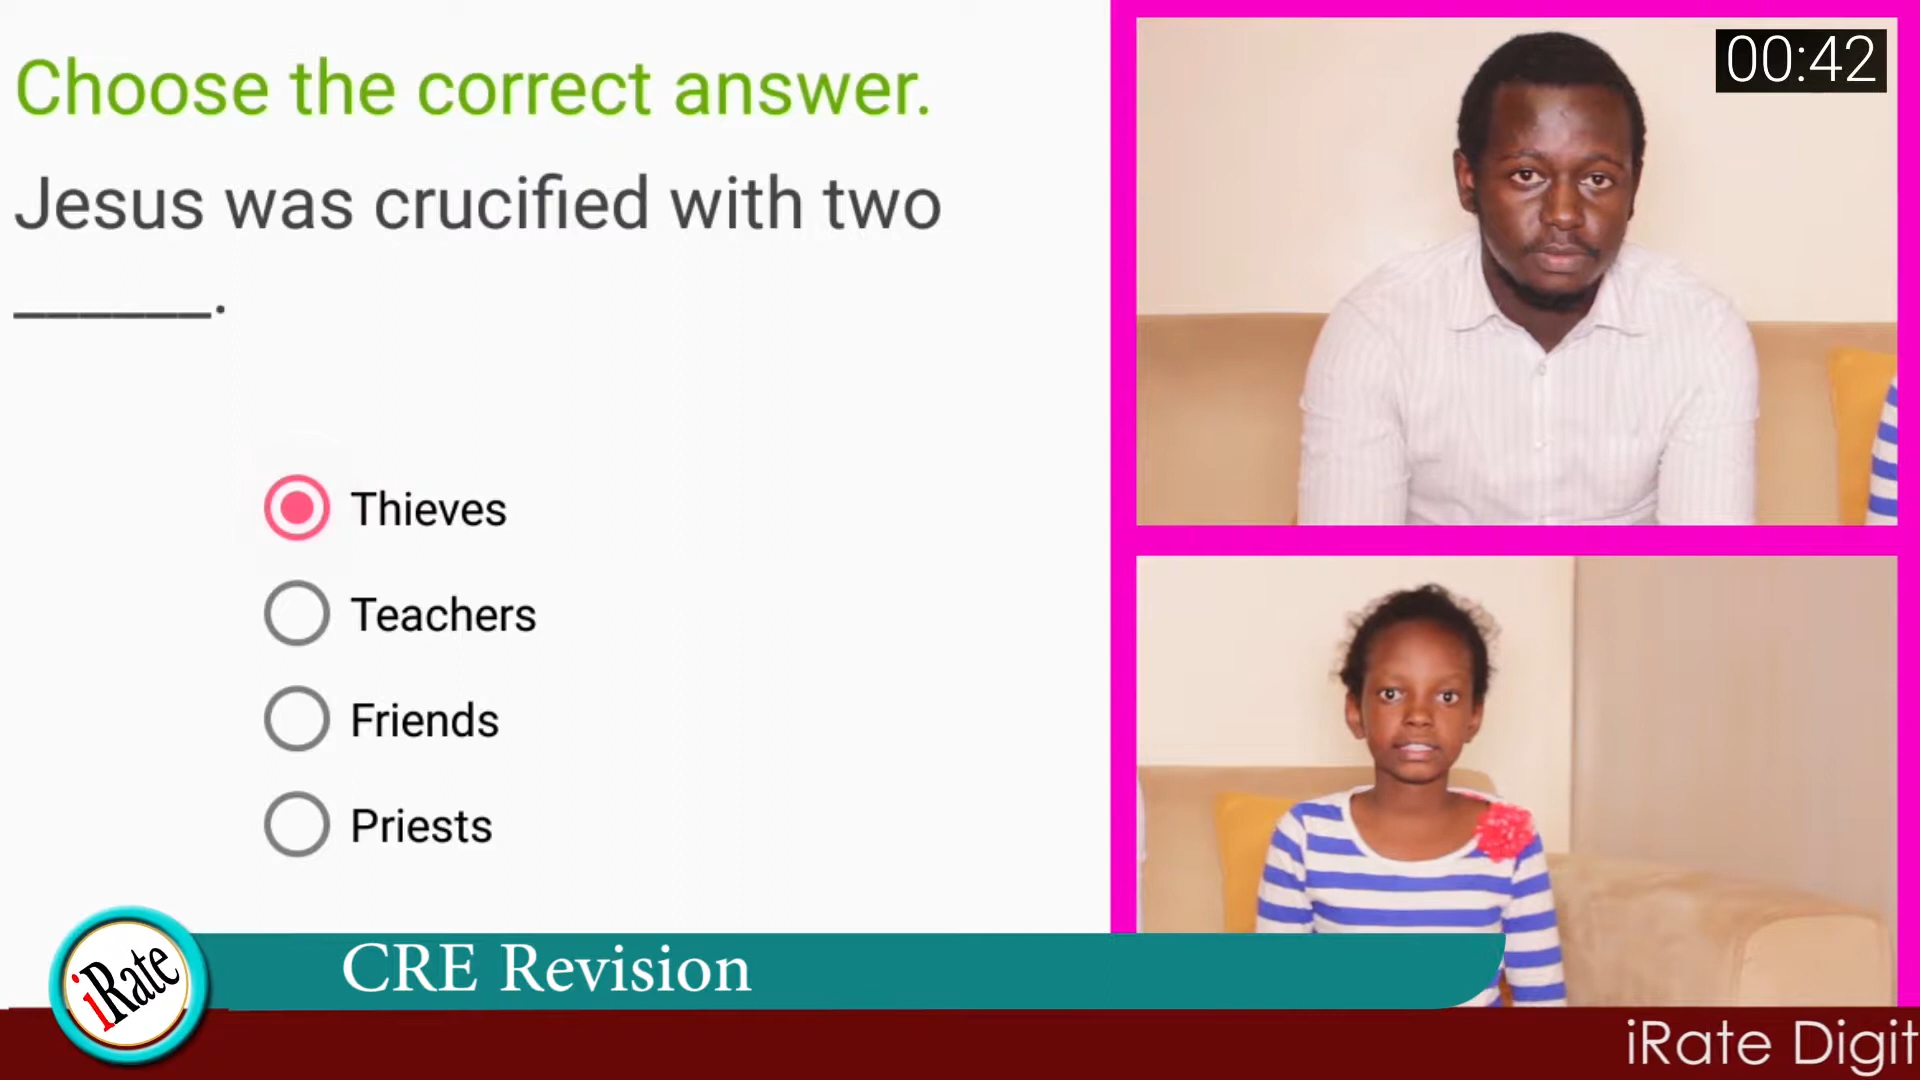 Choose the correct answer.
Jesus was crucified with two
______.
Thieves
Teachers
Friends
Priests
00:42
iRate
CRE Revision
iRate Digit